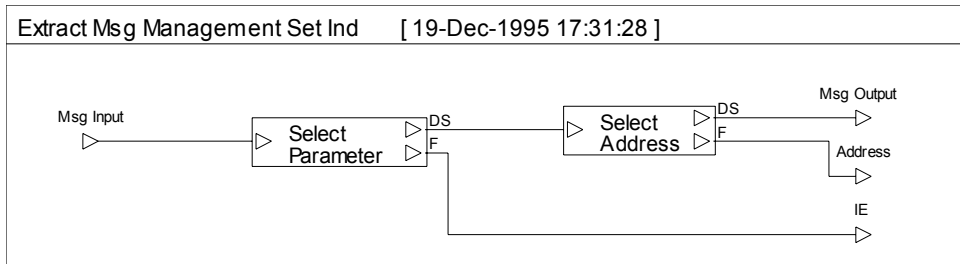 Extract Msg Management Set Ind [ 19-Dec-1995 17:31:28 ]
Msg Input
Select
Parameter
DS
F
Select
Address
DS
F
Msg Output
Address
IE